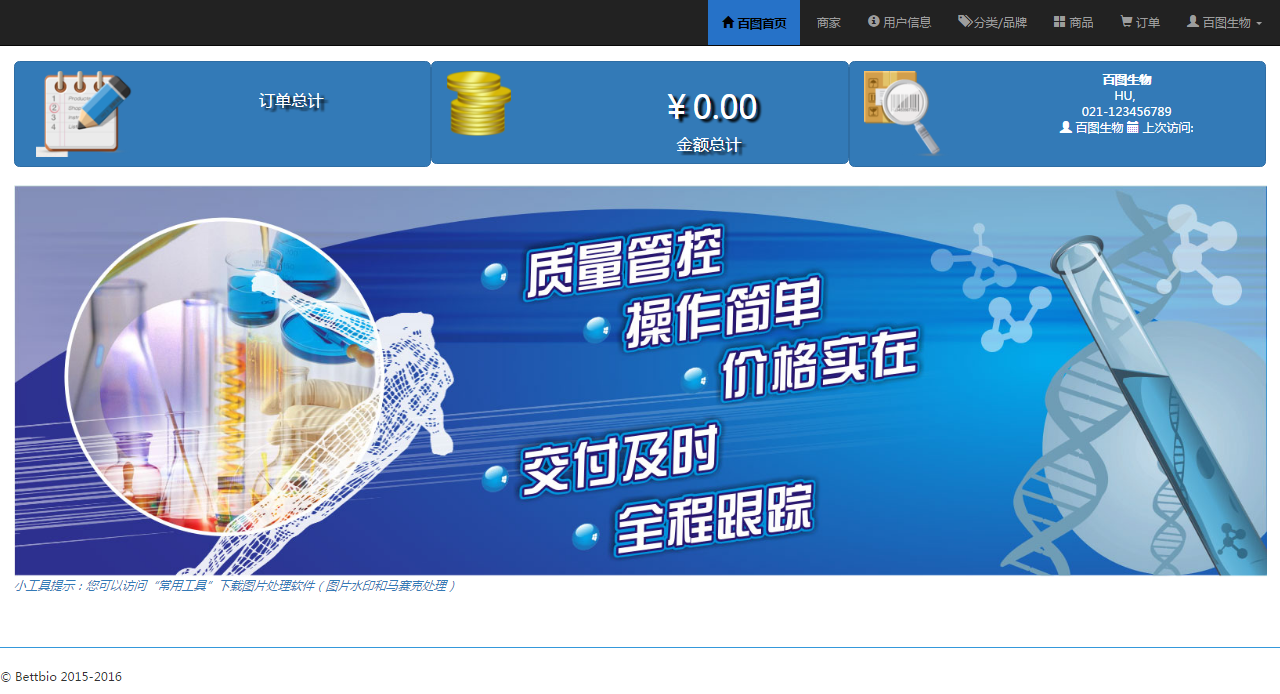 百图首页 商家 用户信息 分类/品牌 商品 订单 百图生物
订单总计
¥ 0.00
金额总计
百图生物
HU,
021-123456789
百图生物 上次访问:
质量管控
操作简单
价格实在
交付及时
全程跟踪
小工具提示：您可以访问“常用工具”下载图片处理软件（图片水印和马赛克处理）
© Bettbio 2015-2016